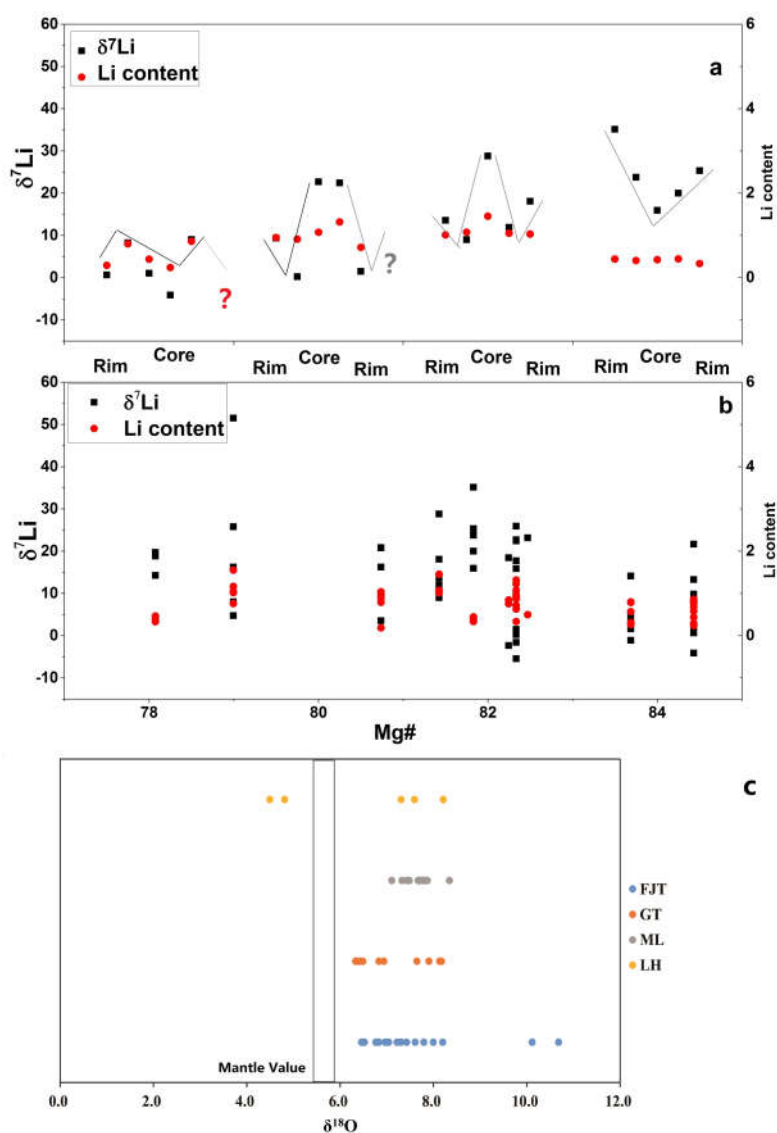 60
50
40
30
20
10
0
-10
δ⁷Li
δ⁷Li
Li content
a
6
4
2
0
Li content
?
?
Rim
Core
Rim
Core
Rim
Rim
Core
Rim
Rim
Core
Rim
60
50
40
30
20
10
0
-10
δ⁷Li
δ⁷Li
Li content
b
6
4
2
0
Li content
78
80
82
84
Mg#
c
FJT
GT
ML
LH
Mantle Value
0.0
2.0
4.0
6.0
8.0
10.0
12.0
δ¹⁸O